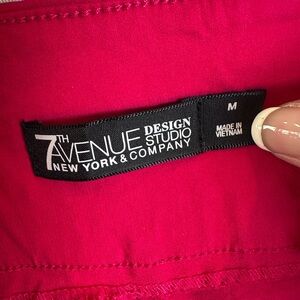 7TH AVENUE DESIGN STUDIO
NEW YORK & COMPANY
M
MADE IN
VIETNAM